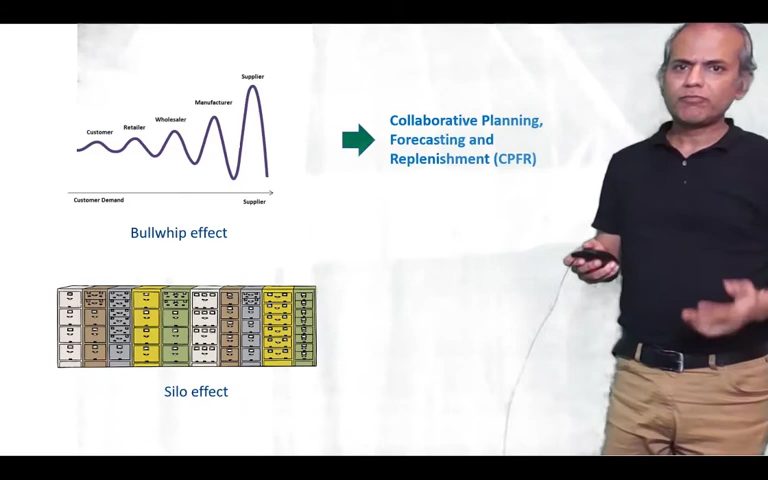 Supplier
Manufacturer
Wholesaler
Retailer
Customer
Customer Demand
Supplier
Bullwhip effect
Collaborative Planning,
Forecasting and
Replenishment (CPFR)
Silo effect